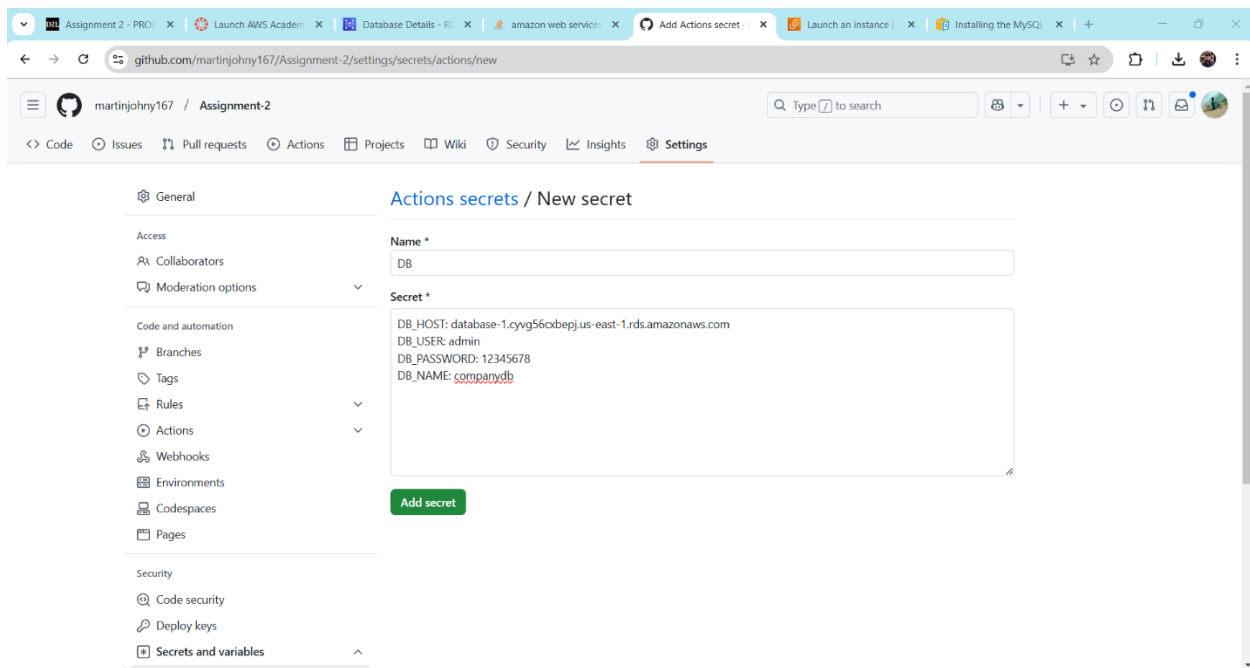 Assignment 2 - PROG
Launch AWS Academ
Database Details - RD
amazon web services
Add Actions secret -
Launch an instance |
Installing the MySQL
github.com/martinjohny167/Assignment-2/settings/secrets/actions/new
martinjohny167 / Assignment-2
Type / to search
<> Code
Issues
Pull requests
Actions
Projects
Wiki
Security
Insights
Settings
General
Access
Collaborators
Moderation options
Code and automation
Branches
Tags
Rules
Actions
Webhooks
Environments
Codespaces
Pages
Security
Code security
Deploy keys
Secrets and variables
Actions secrets / New secret
Name *
DB
Secret *
DB_HOST: database-1.cyvg56cxbepj.us-east-1.rds.amazonaws.com
DB_USER: admin
DB_PASSWORD: 12345678
DB_NAME: companydb
Add secret